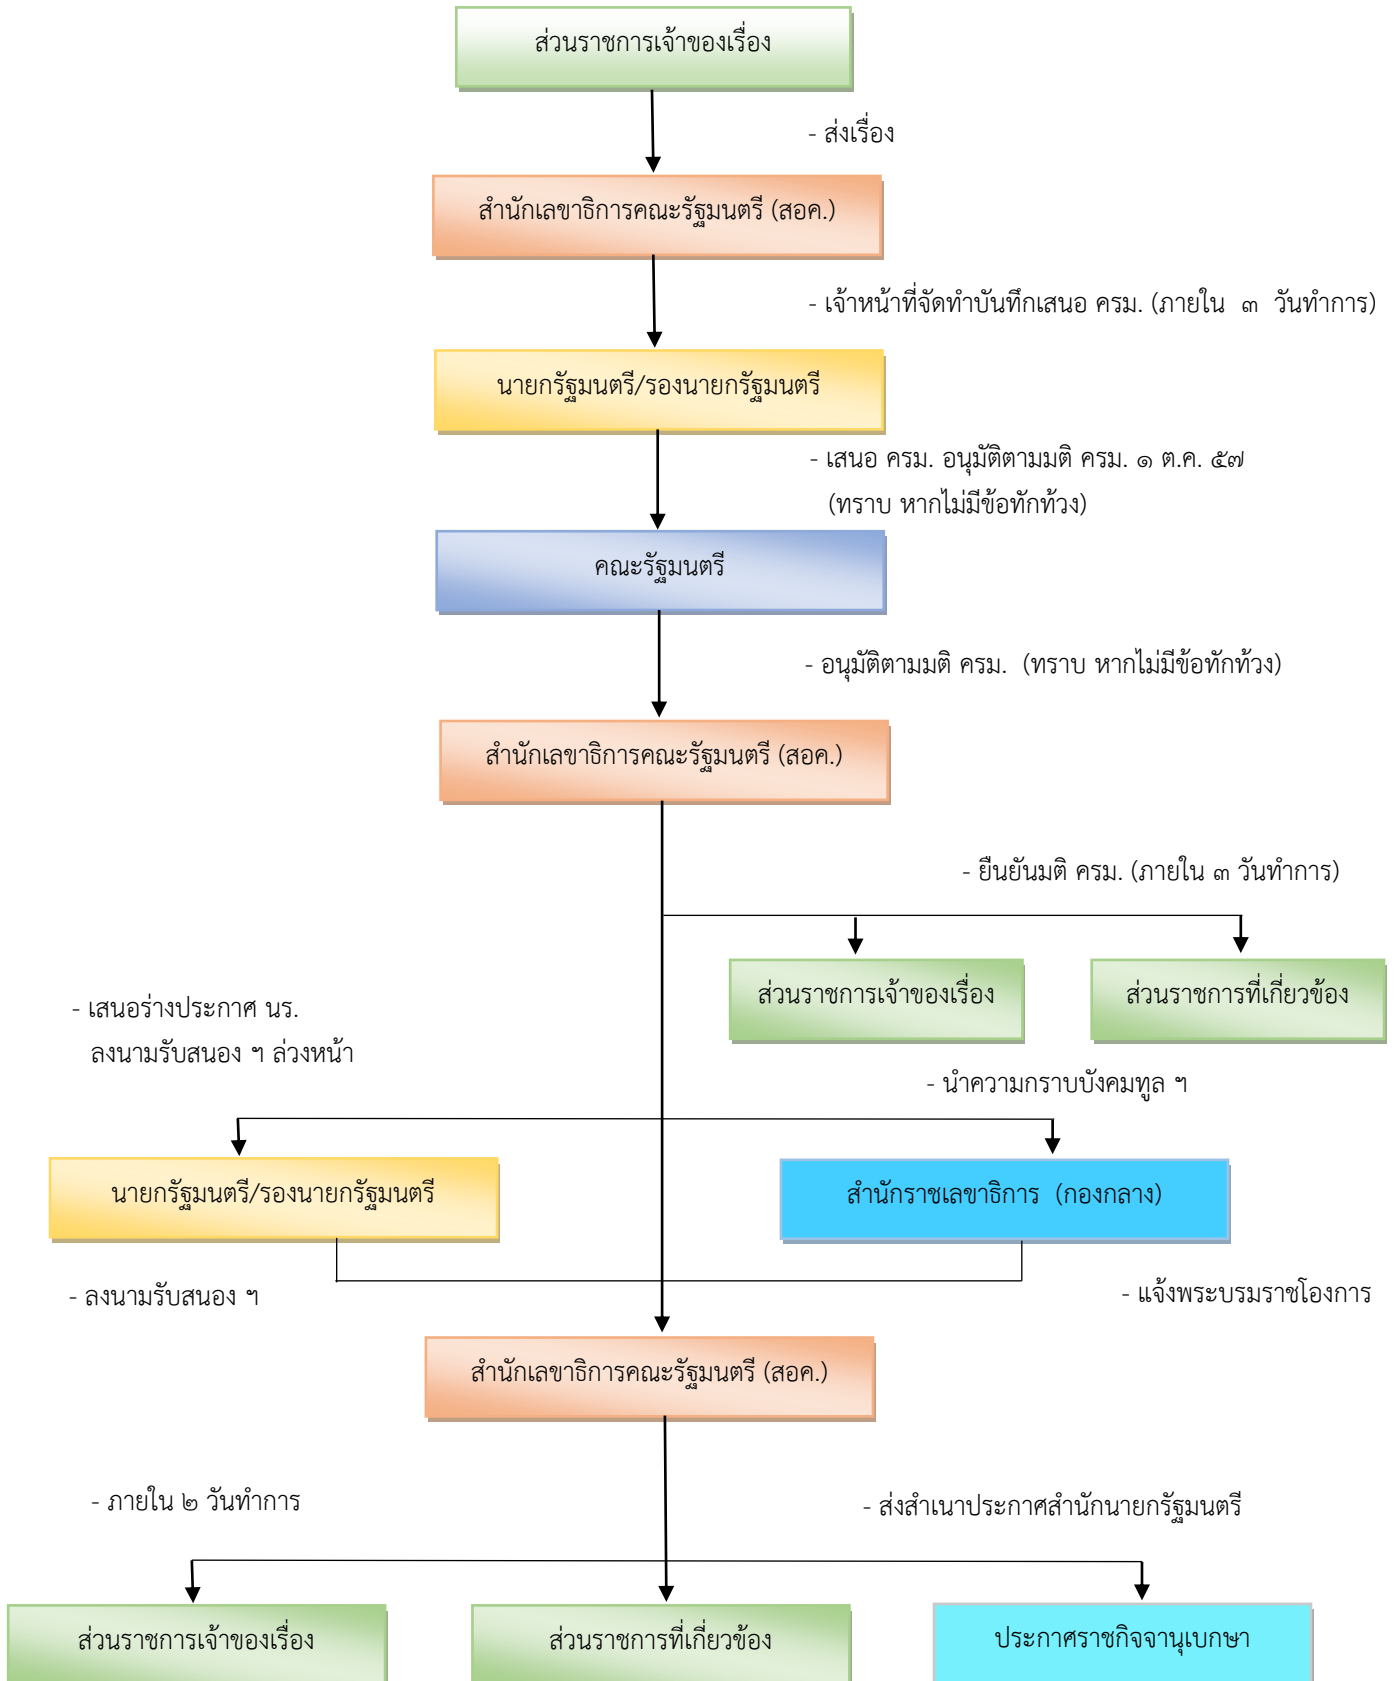 ส่วนราชการเจ้าของเรื่อง
- ส่งเรื่อง
สำนักเลขาธิการคณะรัฐมนตรี (สอค.)
- เจ้าหน้าที่จัดทำบันทึกเสนอ ครม. (ภายใน ๓ วันทำการ)
นายกรัฐมนตรี/รองนายกรัฐมนตรี
- เสนอ ครม. อนุมัติตามมติ ครม. ๑ ต.ค. ๕๗
(ทราบ หากไม่มีข้อทักท้วง)
คณะรัฐมนตรี
- อนุมัติตามมติ ครม. (ทราบ หากไม่มีข้อทักท้วง)
สำนักเลขาธิการคณะรัฐมนตรี (สอค.)
- ยืนยันมติ ครม. (ภายใน ๓ วันทำการ)
ส่วนราชการเจ้าของเรื่อง
ส่วนราชการที่เกี่ยวข้อง
- เสนอร่างประกาศ นร.
ลงนามรับสนอง ฯ ล่วงหน้า
- นำความกราบบังคมทูล ฯ
นายกรัฐมนตรี/รองนายกรัฐมนตรี
สำนักราชเลขาธิการ (กองกลาง)
- ลงนามรับสนอง ฯ
- แจ้งพระบรมราชโองการ
สำนักเลขาธิการคณะรัฐมนตรี (สอค.)
- ภายใน ๒ วันทำการ
- ส่งสำเนาประกาศสำนักนายกรัฐมนตรี
ส่วนราชการเจ้าของเรื่อง
ส่วนราชการที่เกี่ยวข้อง
ประกาศราชกิจจานุเบกษา